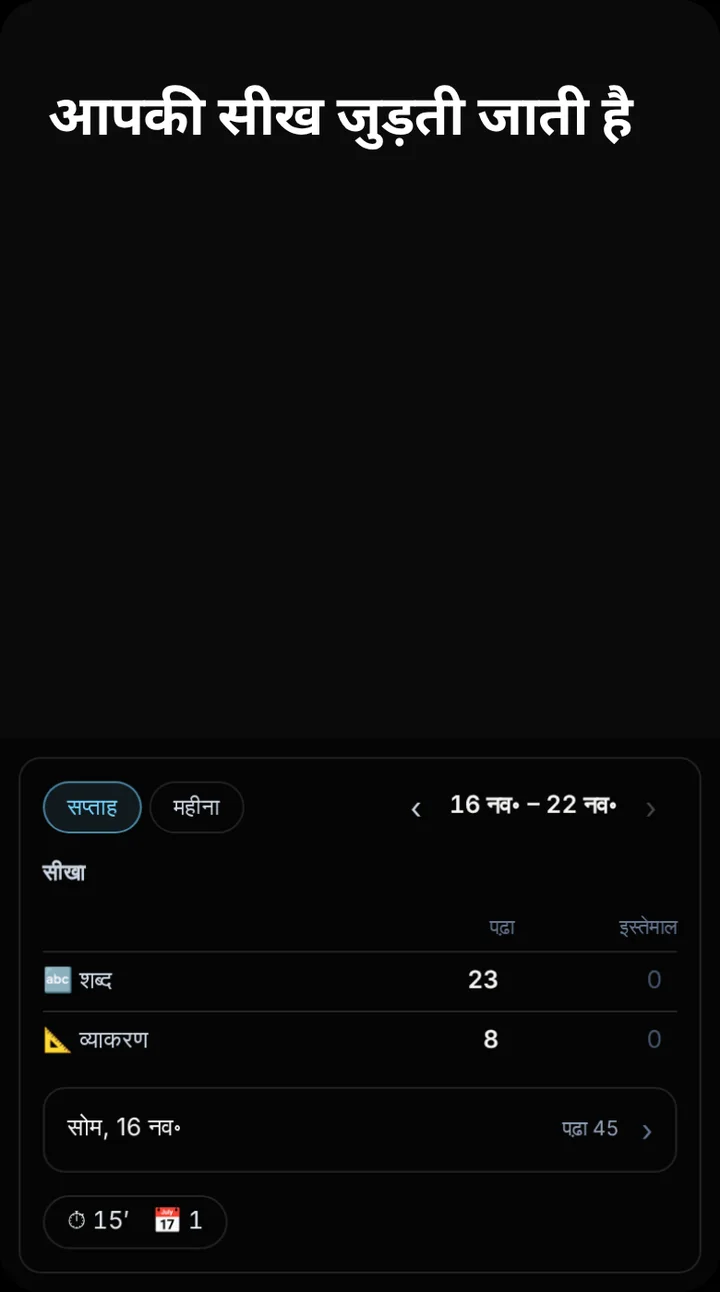 आपकी सीख जुड़ती जाती है
सप्ताह महीना ‹ 16 नव॰ – 22 नव॰ ›
सीखा
पढ़ा इस्तेमाल
🔤 शब्द 23 0
📐 व्याकरण 8 0
सोम, 16 नव॰ पढ़ा 45 ›
⏱ 15′ 📅 1